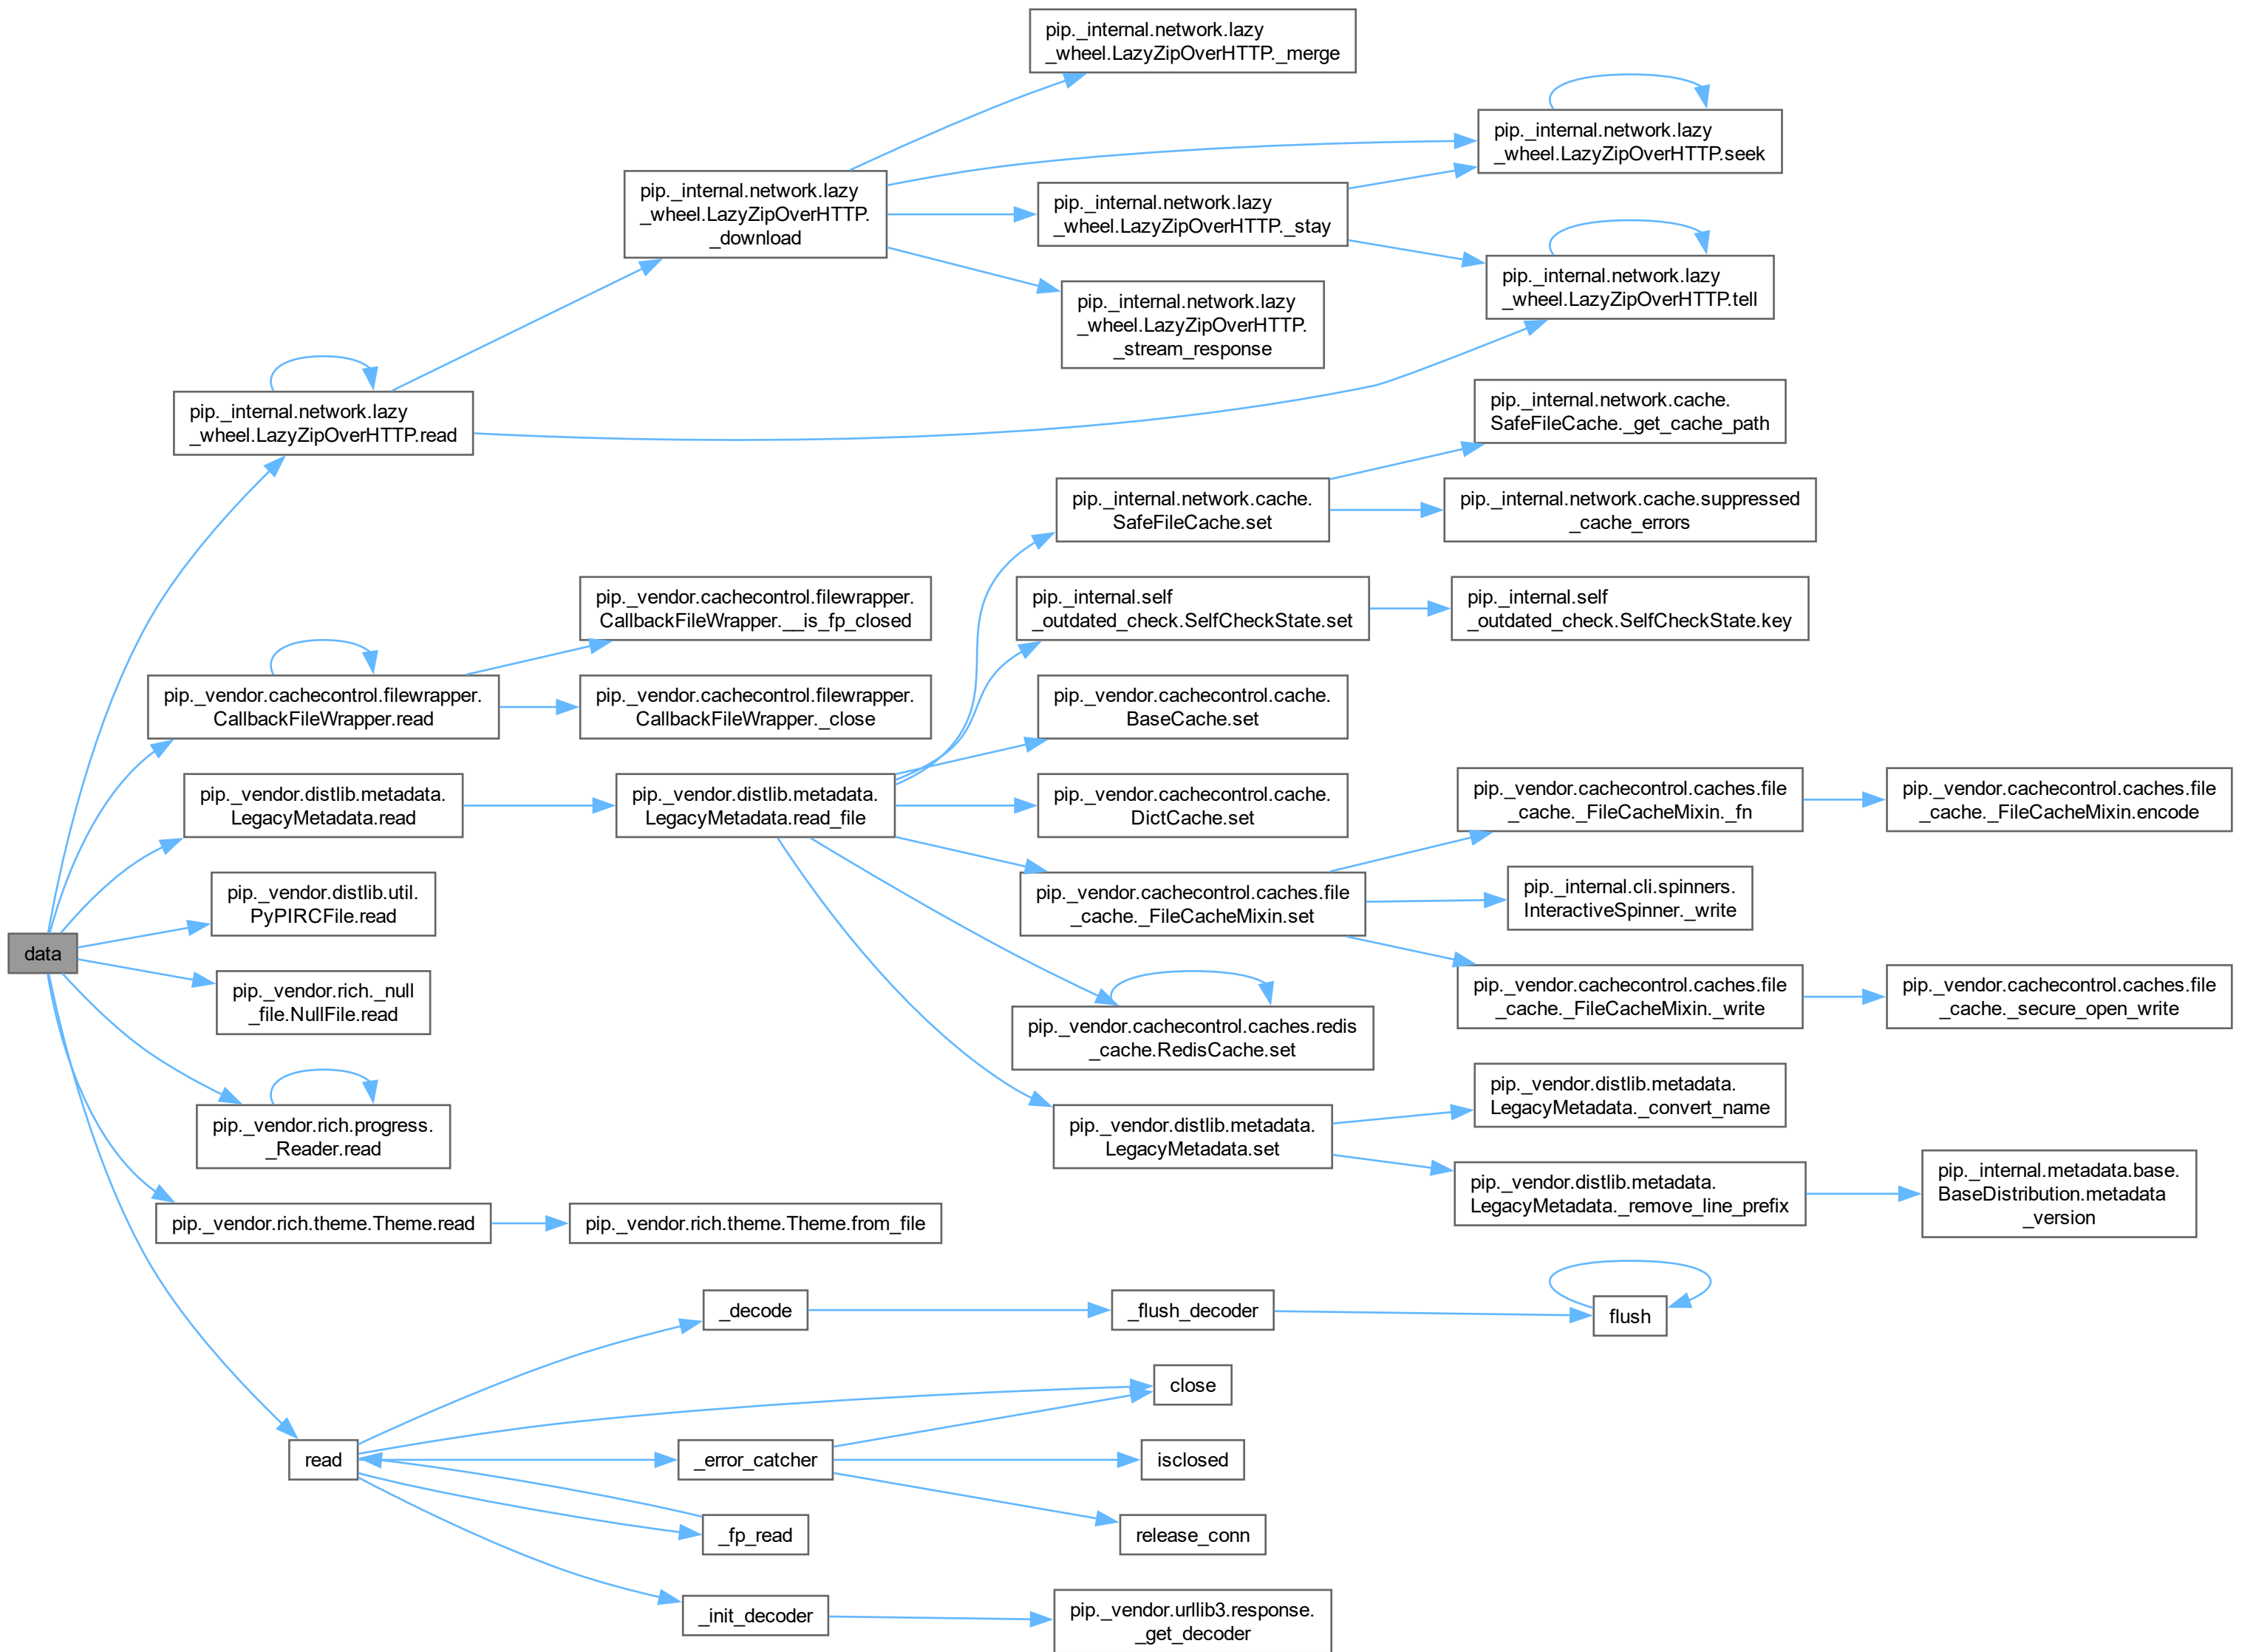 data
pip._internal.network.lazy
_wheel.LazyZipOverHTTP.read
pip._internal.network.lazy
_wheel.LazyZipOverHTTP.
_download
pip._internal.network.lazy
_wheel.LazyZipOverHTTP._merge
pip._internal.network.lazy
_wheel.LazyZipOverHTTP.seek
pip._internal.network.lazy
_wheel.LazyZipOverHTTP._stay
pip._internal.network.lazy
_wheel.LazyZipOverHTTP.tell
pip._internal.network.lazy
_wheel.LazyZipOverHTTP.
_stream_response
pip._vendor.cachecontrol.filewrapper.
CallbackFileWrapper.read
pip._vendor.cachecontrol.filewrapper.
CallbackFileWrapper.__is_fp_closed
pip._vendor.cachecontrol.filewrapper.
CallbackFileWrapper._close
pip._vendor.distlib.metadata.
LegacyMetadata.read
pip._vendor.distlib.metadata.
LegacyMetadata.read_file
pip._internal.network.cache.
SafeFileCache.set
pip._internal.network.cache.
SafeFileCache._get_cache_path
pip._internal.network.cache.suppressed
_cache_errors
pip._internal.self
_outdated_check.SelfCheckState.set
pip._internal.self
_outdated_check.SelfCheckState.key
pip._vendor.cachecontrol.cache.
BaseCache.set
pip._vendor.cachecontrol.cache.
DictCache.set
pip._vendor.cachecontrol.caches.file
_cache._FileCacheMixin.set
pip._vendor.cachecontrol.caches.file
_cache._FileCacheMixin._fn
pip._vendor.cachecontrol.caches.file
_cache._FileCacheMixin.encode
pip._internal.cli.spinners.
InteractiveSpinner._write
pip._vendor.cachecontrol.caches.file
_cache._FileCacheMixin._write
pip._vendor.cachecontrol.caches.file
_cache._secure_open_write
pip._vendor.cachecontrol.caches.redis
_cache.RedisCache.set
pip._vendor.distlib.metadata.
LegacyMetadata.set
pip._vendor.distlib.metadata.
LegacyMetadata._convert_name
pip._vendor.distlib.metadata.
LegacyMetadata._remove_line_prefix
pip._internal.metadata.base.
BaseDistribution.metadata
_version
pip._vendor.distlib.util.
PyPIRCFile.read
pip._vendor.rich._null
_file.NullFile.read
pip._vendor.rich.progress.
_Reader.read
pip._vendor.rich.theme.Theme.read
pip._vendor.rich.theme.Theme.from_file
read
_decode
_flush_decoder
flush
close
_error_catcher
isclosed
release_conn
_fp_read
_init_decoder
pip._vendor.urllib3.response.
_get_decoder